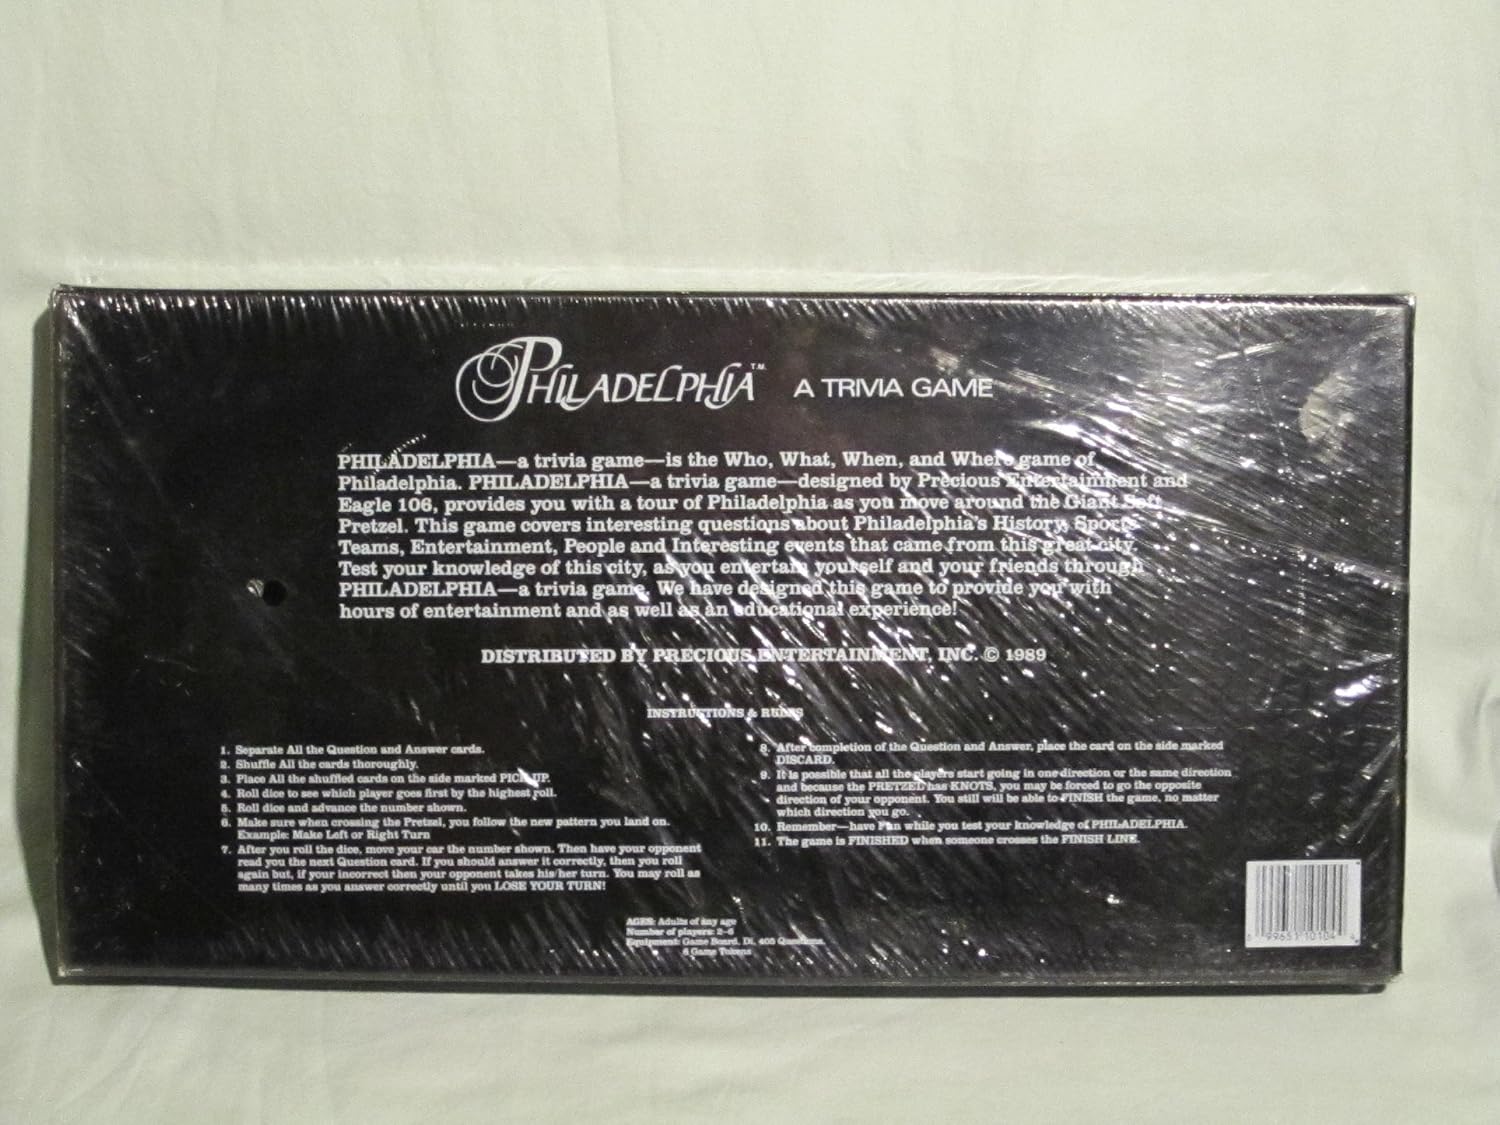 PHILADELPHIA T.M. A TRIVIA GAME
PHILADELPHIA—a trivia game—is the Who, What, When, and Where game of
Philadelphia. PHILADELPHIA—a trivia game—designed by Precious Entertainment and
Eagle 106, provides you with a tour of Philadelphia as you move around the Giant Soft
Pretzel. This game covers interesting questions about Philadelphia's History, Sports
Teams, Entertainment, People and Interesting events that came from this great city.
Test your knowledge of this city, as you entertain yourself and your friends through
PHILADELPHIA—a trivia game. We have designed this game to provide you with
hours of entertainment and as well as an educational experience!
DISTRIBUTED BY PRECIOUS ENTERTAINMENT, INC. © 1989
INSTRUCTIONS & RULES
1. Separate All the Question and Answer cards.
2. Shuffle All the cards thoroughly.
3. Place All the shuffled cards on the side marked PICK UP.
4. Roll dice to see which player goes first by the highest roll.
5. Roll dice and advance the number shown.
6. Make sure when crossing the Pretzel, you follow the new pattern you land on.
Example: Make Left or Right Turn
7. After you roll the dice, move your car the number shown. Then have your opponent
read you the next Question card. If you should answer it correctly, then you roll
again but, if your incorrect then your opponent takes his/her turn. You may roll as
many times as you answer correctly until you LOSE YOUR TURN!
8. After completion of the Question and Answer, place the card on the side marked
DISCARD.
9. It is possible that all the players start going in one direction or the same direction
and because the PRETZEL has KNOTS, you may be forced to go the opposite
direction of your opponent. You still will be able to FINISH the game, no matter
which direction you go.
10. Remember—have Fun while you test your knowledge of PHILADELPHIA.
11. The game is FINISHED when someone crosses the FINISH LINE.
AGES: Adults of any age
Number of players: 2-6
Equipment: Game Board, Di, 405 Questions,
6 Game Tokens
99651 10104